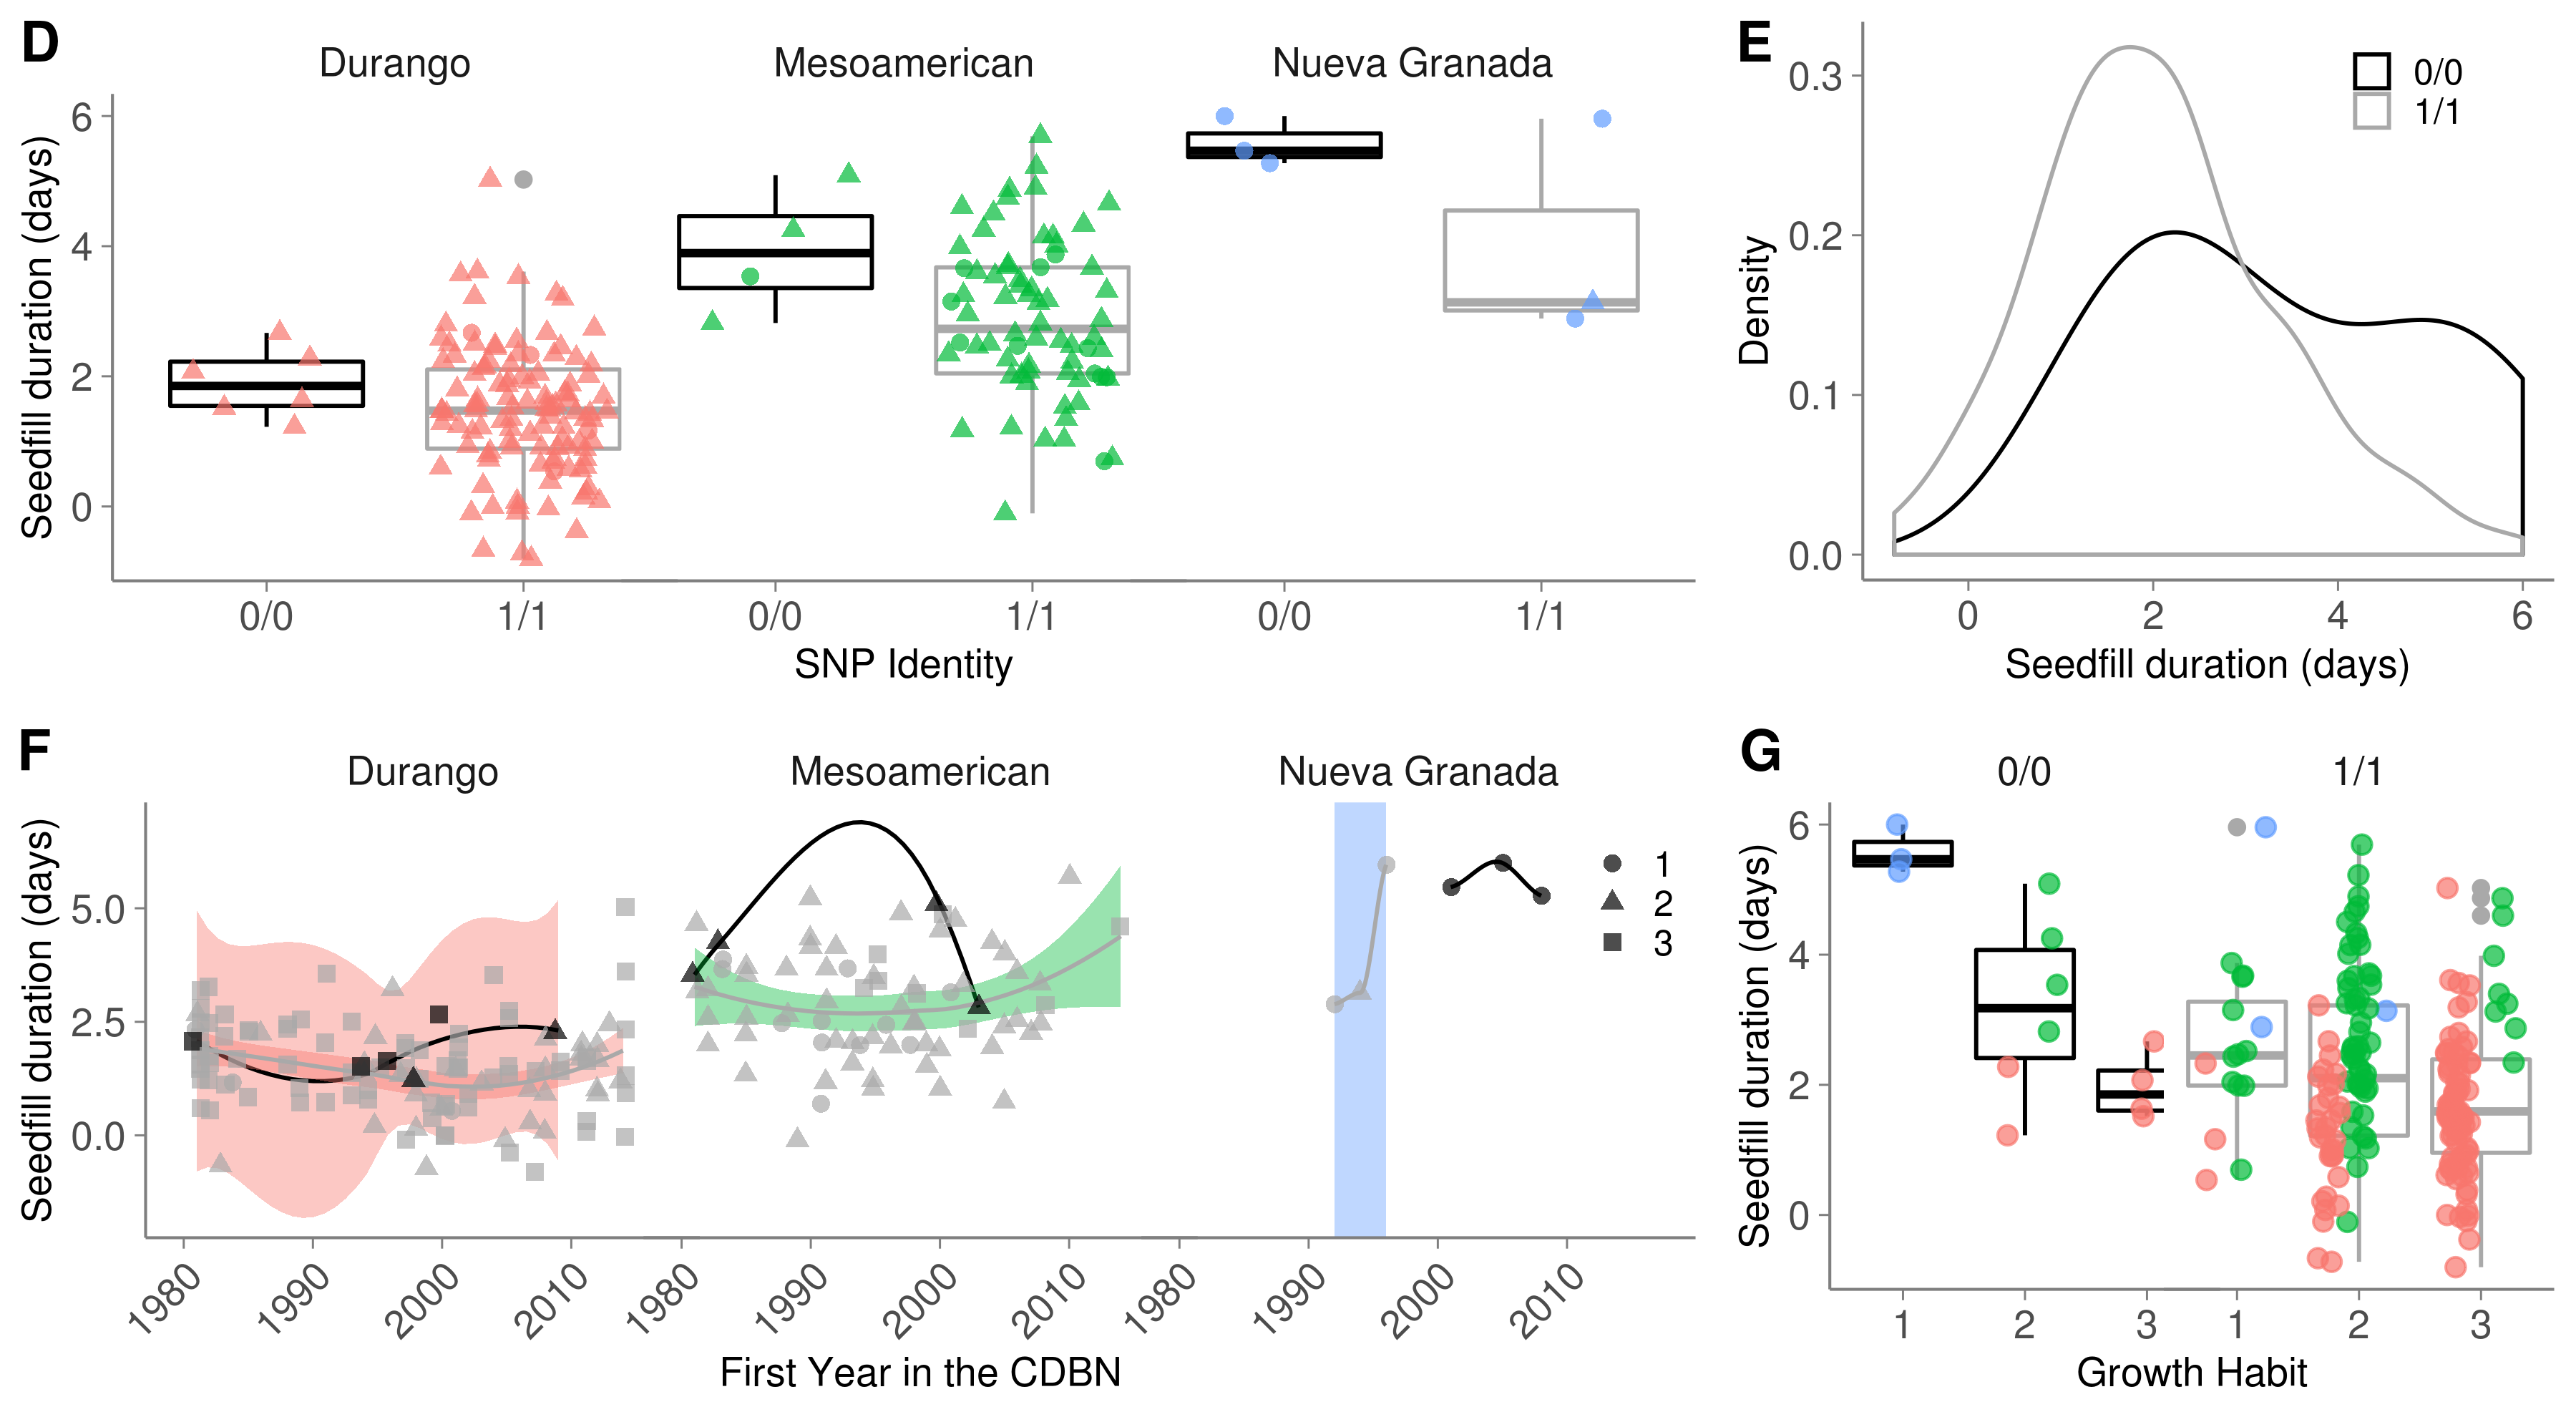 D
Durango Mesoamerican Nueva Granada
Seedfill duration (days)
6
4
2
0
0/0 1/1 0/0 1/1 0/0 1/1
SNP Identity
E
0/0
1/1
Density
0.3
0.2
0.1
0.0
0 2 4 6
Seedfill duration (days)
F
Durango Mesoamerican Nueva Granada
Seedfill duration (days)
5.0
2.5
0.0
1
2
3
1980 1990 2000 2010 1980 1990 2000 2010 1980 1990 2000 2010
First Year in the CDBN
G
0/0 1/1
Seedfill duration (days)
6
4
2
0
1 2 3 1 2 3
Growth Habit